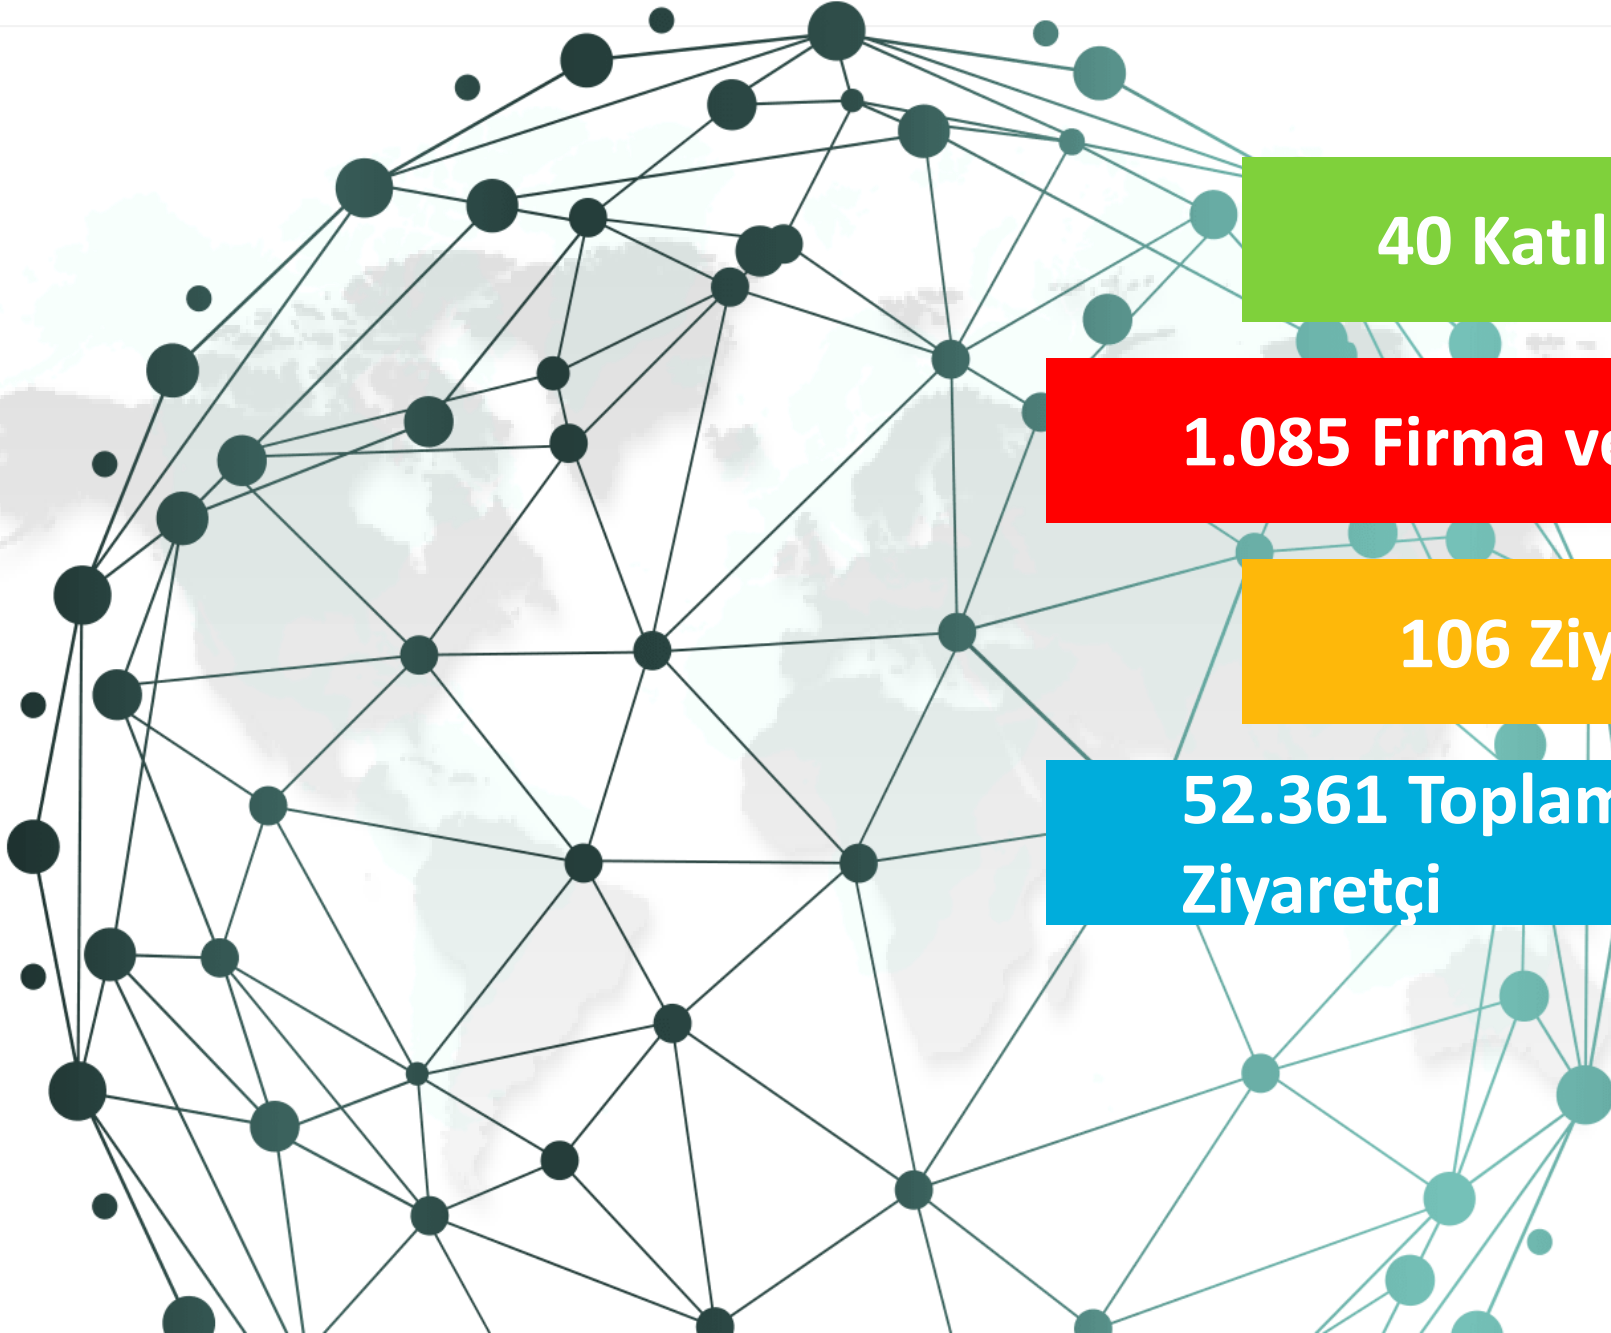 40 Katıl
1.085 Firma ve
106 Ziy
52.361 Toplam
Ziyaretçi